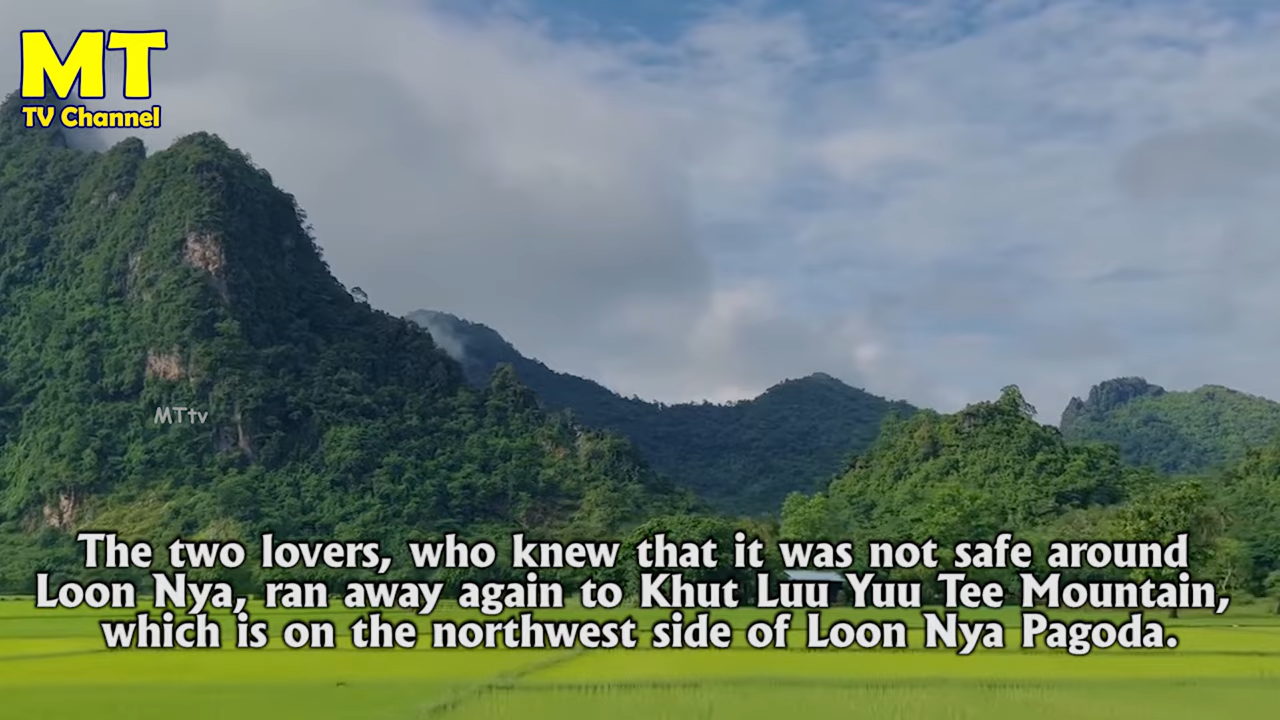 MT
TV Channel
MTtv
The two lovers, who knew that it was not safe around
Loon Nya, ran away again to Khut Luu Yuu Tee Mountain,
which is on the northwest side of Loon Nya Pagoda.